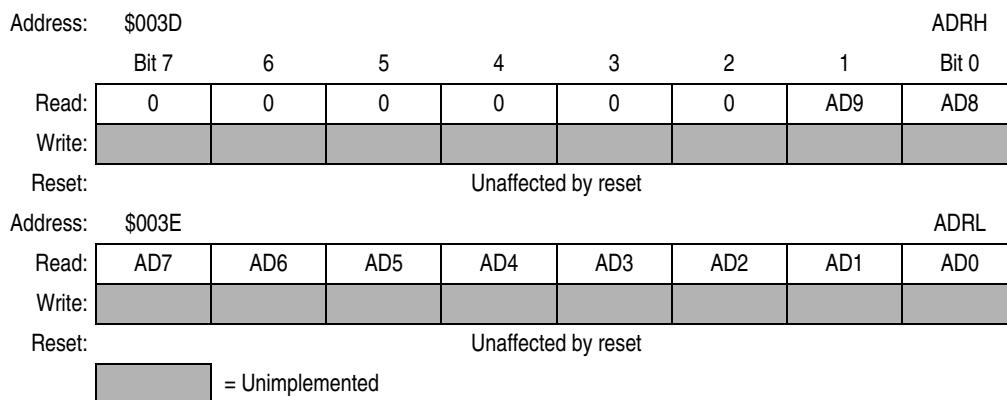 Address: $003D ADRH
Bit 7 6 5 4 3 2 1 Bit 0
Read: 0 0 0 0 0 0 AD9 AD8
Write:
Reset: Unaffected by reset
Address: $003E ADRL
Read: AD7 AD6 AD5 AD4 AD3 AD2 AD1 AD0
Write:
Reset: Unaffected by reset
= Unimplemented